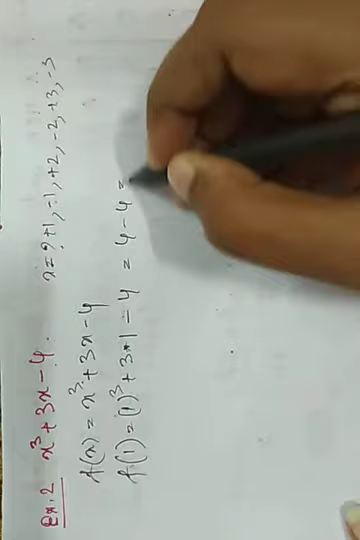 Ex.2 x³+3x-4. x=?+1,-1,+2,-2,+3,-3
f(x) = x³+3x-4
f(1)=(1)³+3*1-4 = 4-4 =